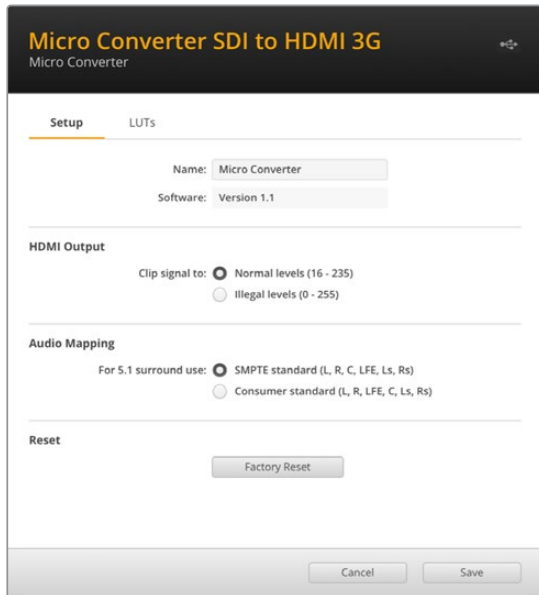 Micro Converter SDI to HDMI 3G
Micro Converter
Setup LUTs
Name: Micro Converter
Software: Version 1.1
HDMI Output
Clip signal to: Normal levels (16 - 235)
Illegal levels (0 - 255)
Audio Mapping
For 5.1 surround use: SMPTE standard (L, R, C, LFE, Ls, Rs)
Consumer standard (L, R, LFE, C, Ls, Rs)
Reset
Factory Reset
Cancel Save